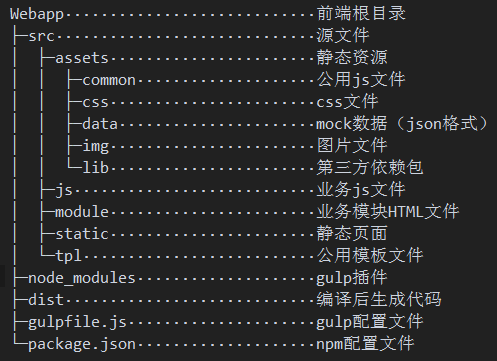 Webapp·····························前端根目录
├─src······························源文件
│  ├─assets························静态资源
│  │  ├─common····················公用js文件
│  │  ├─css·······················css文件
│  │  ├─data······················mock数据（json格式）
│  │  ├─img·······················图片文件
│  │  └─lib·······················第三方依赖包
│  ├─js····························业务js文件
│  ├─module························业务模块HTML文件
│  ├─static························静态页面
│  └─tpl···························公用模板文件
├─node_modules·····················gulp插件
├─dist·····························编译后生成代码
├─gulpfile.js······················gulp配置文件
└─package.json·····················npm配置文件